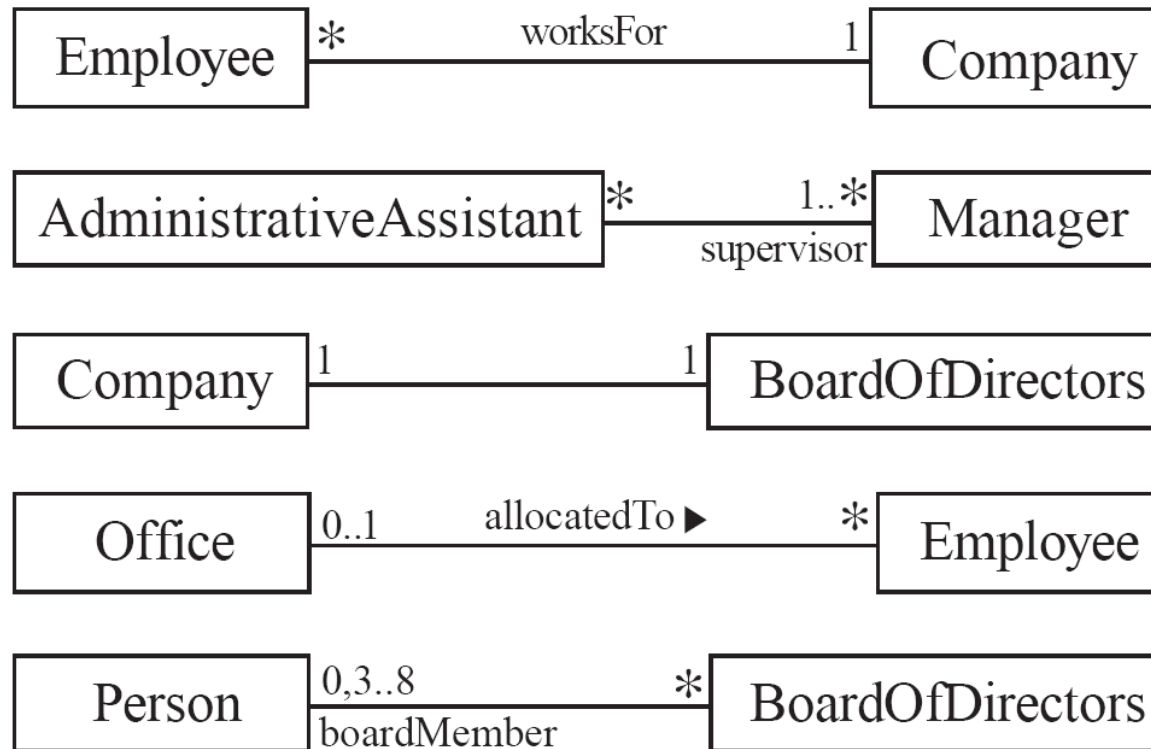 Employee * worksFor 1 Company
AdministrativeAssistant * 1..* Manager
supervisor
Company 1 1 BoardOfDirectors
Office 0..1 allocatedTo ▶ * Employee
Person 0,3..8 * BoardOfDirectors
boardMember